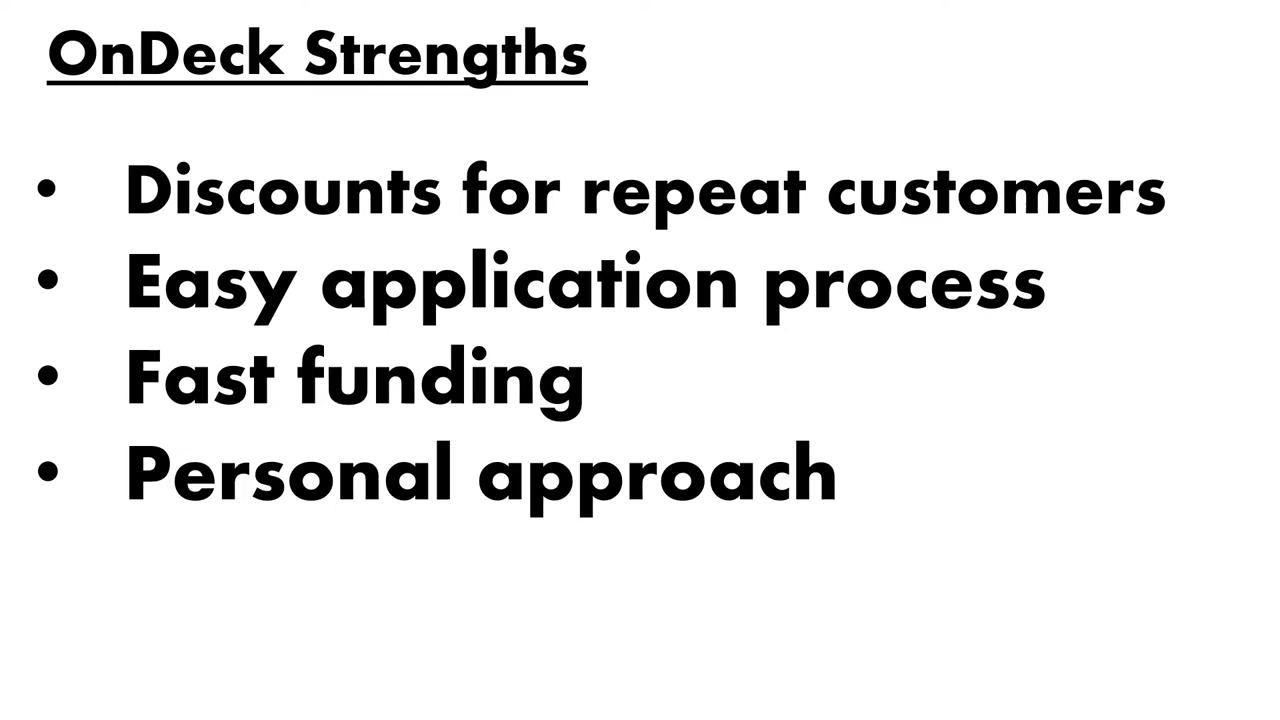 OnDeck Strengths
• Discounts for repeat customers
• Easy application process
• Fast funding
• Personal approach